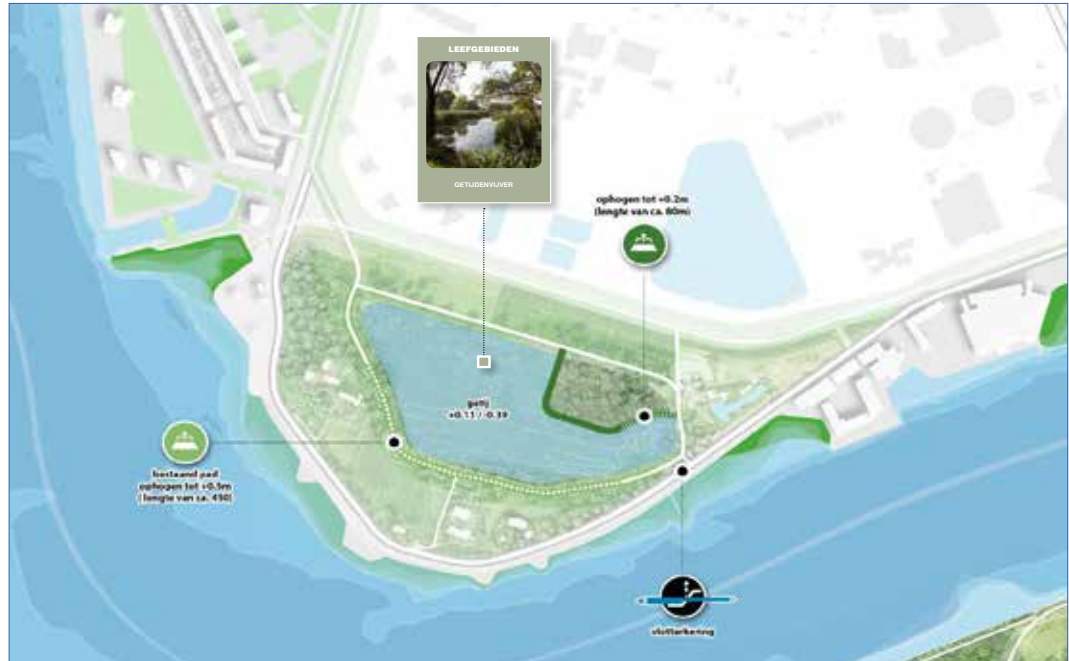 LEEFGEBIEDEN
GETIJDENVIJVER
ophogen tot +0.2m
(lengte van ca. 80m)
getij
+0.11 / -0.39
bestaand pad
ophogen tot +0.5m
(lengte van ca. 450)
vlotterkering